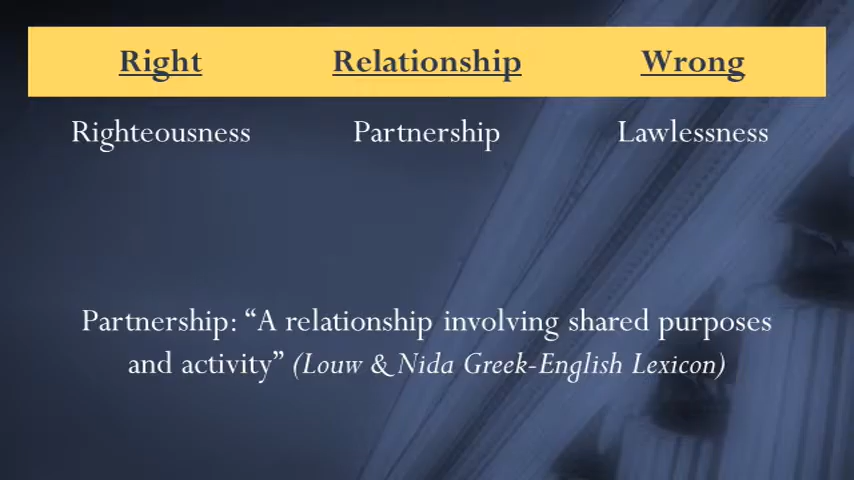 Right Relationship Wrong
Righteousness Partnership Lawlessness
Partnership: “A relationship involving shared purposes
and activity” (Louw & Nida Greek-English Lexicon)